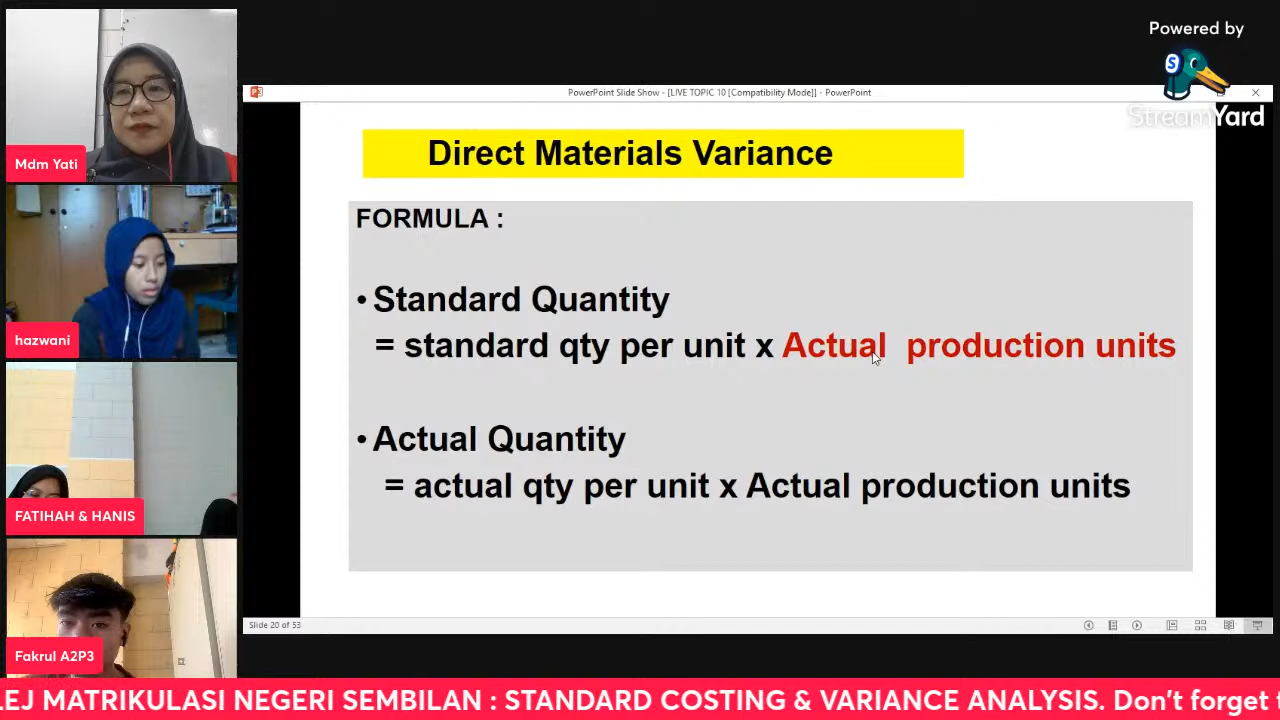 Powered by
StreamYard
PowerPoint Slide Show - [LIVE TOPIC 10 [Compatibility Mode]] - PowerPoint
Direct Materials Variance
FORMULA :
• Standard Quantity
= standard qty per unit x Actual production units
• Actual Quantity
= actual qty per unit x Actual production units
Slide 20 of 53
Mdm Yati
hazwani
FATIHAH & HANIS
Fakrul A2P3
LEJ MATRIKULASI NEGERI SEMBILAN : STANDARD COSTING & VARIANCE ANALYSIS. Don't forget t